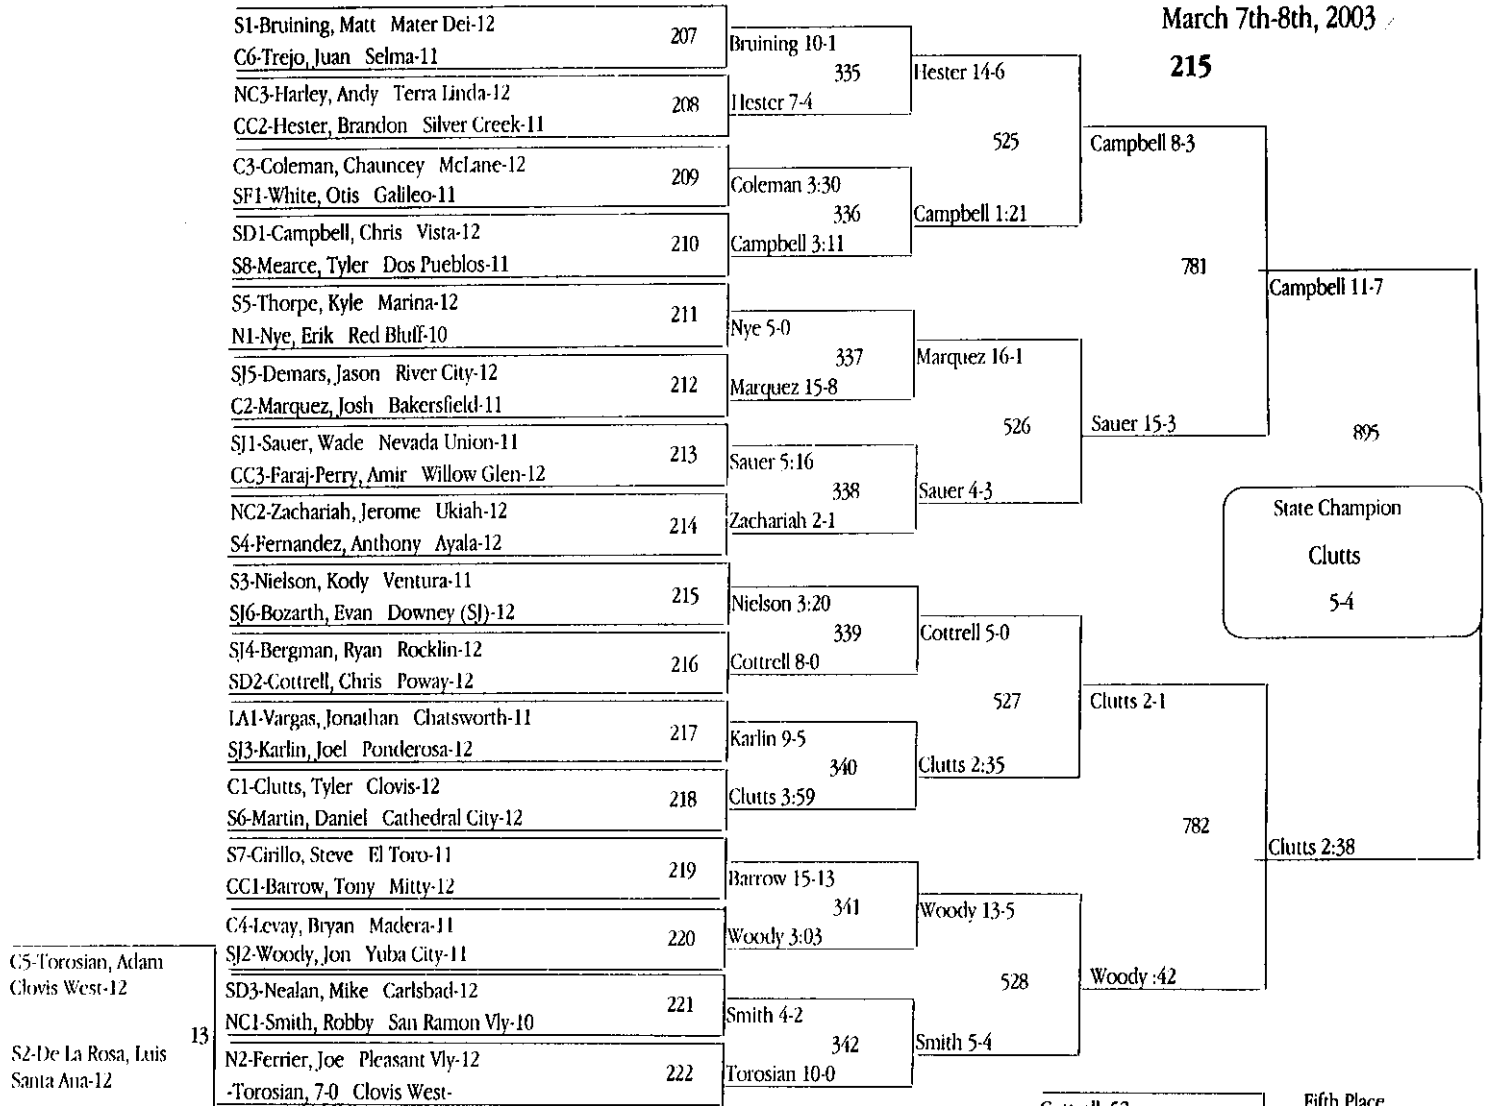 March 7th-8th, 2003
215
S1-Bruining, Matt Mater Dei-12
207
C6-Trejo, Juan Selma-11
NC3-Harley, Andy Terra Linda-12
208
CC2-Hester, Brandon Silver Creek-11
C3-Coleman, Chauncey McLane-12
209
SF1-White, Otis Galileo-11
SD1-Campbell, Chris Vista-12
210
S8-Mearce, Tyler Dos Pueblos-11
S5-Thorpe, Kyle Marina-12
211
N1-Nye, Erik Red Bluff-10
SJ5-Demars, Jason River City-12
212
C2-Marquez, Josh Bakersfield-11
SJ1-Sauer, Wade Nevada Union-11
213
CC3-Faraj-Perry, Amir Willow Glen-12
NC2-Zachariah, Jerome Ukiah-12
214
S4-Fernandez, Anthony Ayala-12
S3-Nielson, Kody Ventura-11
215
SJ6-Bozarth, Evan Downey (SJ)-12
SJ4-Bergman, Ryan Rocklin-12
216
SD2-Cottrell, Chris Poway-12
LA1-Vargas, Jonathan Chatsworth-11
217
SJ3-Karlin, Joel Ponderosa-12
C1-Clutts, Tyler Clovis-12
218
S6-Martin, Daniel Cathedral City-12
S7-Cirillo, Steve El Toro-11
219
CC1-Barrow, Tony Mitty-12
C4-Levay, Bryan Madera-11
220
SJ2-Woody, Jon Yuba City-11
SD3-Nealan, Mike Carlsbad-12
221
NC1-Smith, Robby San Ramon Vly-10
N2-Ferrier, Joe Pleasant Vly-12
222
-Torosian, 7-0 Clovis West-
C5-Torosian, Adam
Clovis West-12
13
S2-De La Rosa, Luis
Santa Ana-12
Bruining 10-1
335
Hester 7-4
Coleman 3:30
336
Campbell 3:11
Nye 5-0
337
Marquez 15-8
Sauer 5:16
338
Zachariah 2-1
Nielson 3:20
339
Cottrell 8-0
Karlin 9-5
340
Clutts 3:59
Barrow 15-13
341
Woody 3:03
Smith 4-2
342
Torosian 10-0
Hester 14-6
525
Campbell 1:21
Marquez 16-1
526
Sauer 4-3
Cottrell 5-0
527
Clutts 2:35
Woody 13-5
528
Smith 5-4
Campbell 8-3
781
Sauer 15-3
Clutts 2-1
782
Woody :42
Campbell 11-7
895
Clutts 2:38
State Champion
Clutts
5-4
Fifth Place